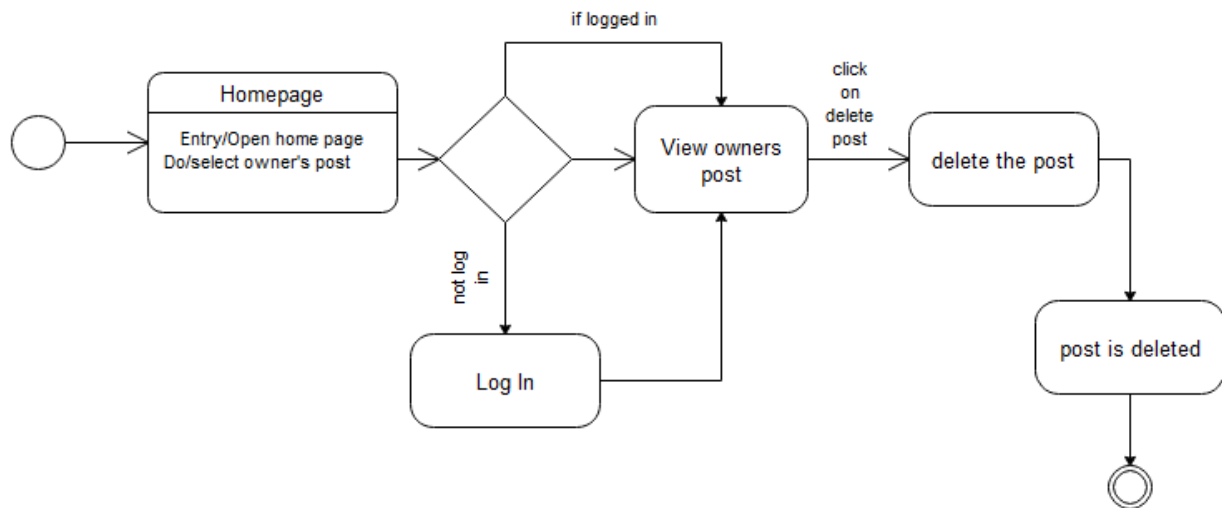 if logged in
Homepage
Entry/Open home page
Do/select owner's post
View owners
post
click
on
delete
post
delete the post
not log
in
Log In
post is deleted